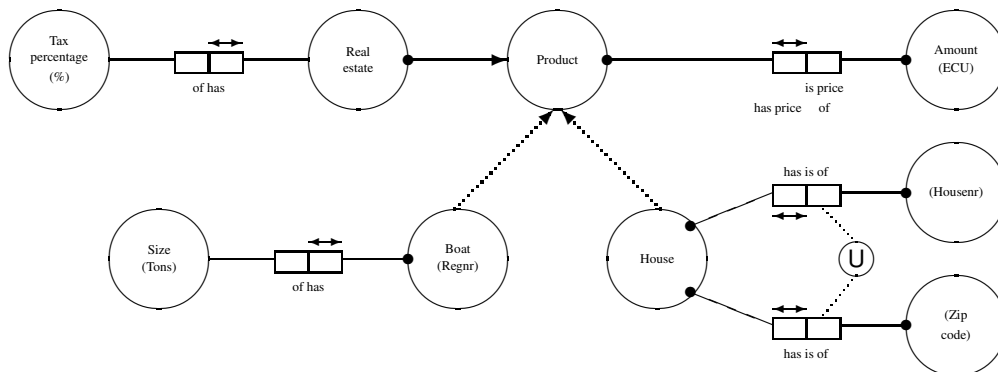 Tax
percentage
(%)
of has
Real
estate
Product
is price
has price of
Amount
(ECU)
Size
(Tons)
of has
Boat
(Regnr)
House
has is of
(Housenr)
U
has is of
(Zip
code)